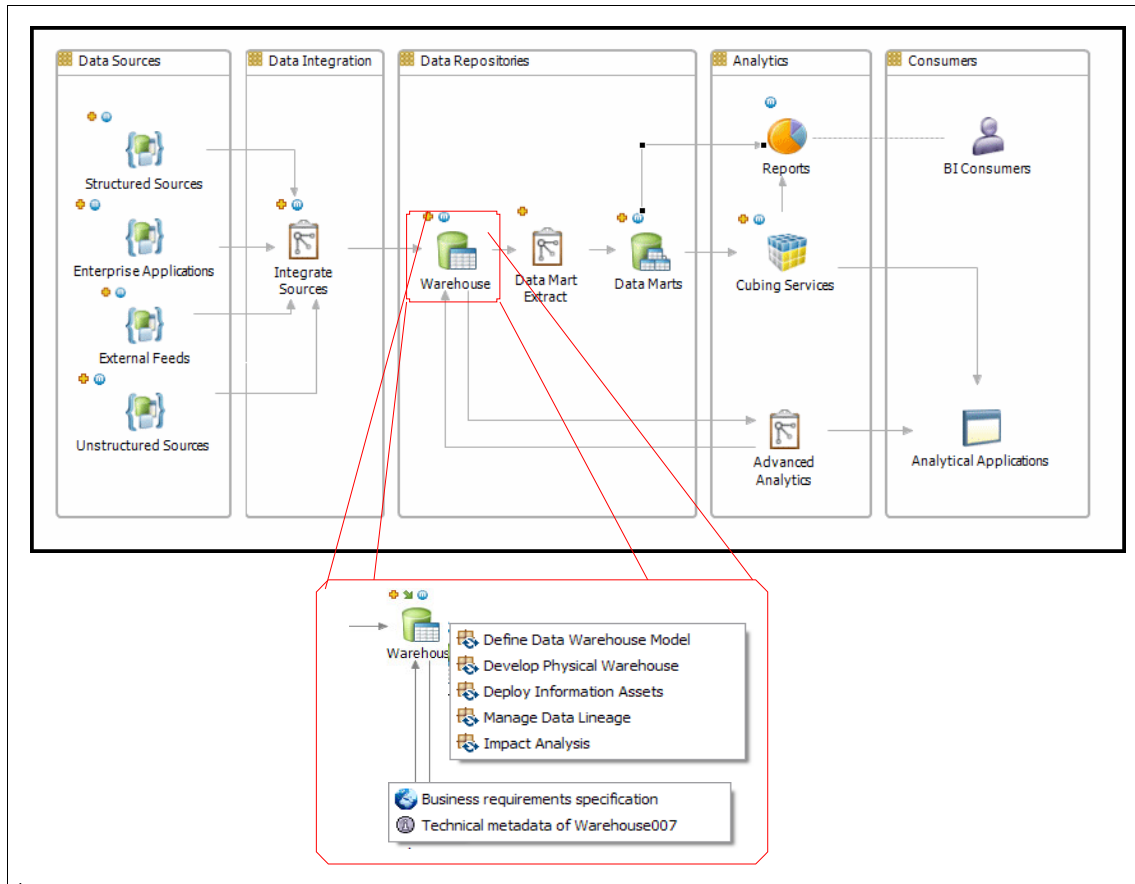 Data Sources
Data Integration
Data Repositories
Analytics
Consumers
Structured Sources
Enterprise Applications
External Feeds
Unstructured Sources
Integrate
Sources
Warehouse
Data Mart
Extract
Data Marts
Reports
Cubing Services
Advanced
Analytics
BI Consumers
Analytical Applications
Warehous
Define Data Warehouse Model
Develop Physical Warehouse
Deploy Information Assets
Manage Data Lineage
Impact Analysis
Business requirements specification
Technical metadata of Warehouse007